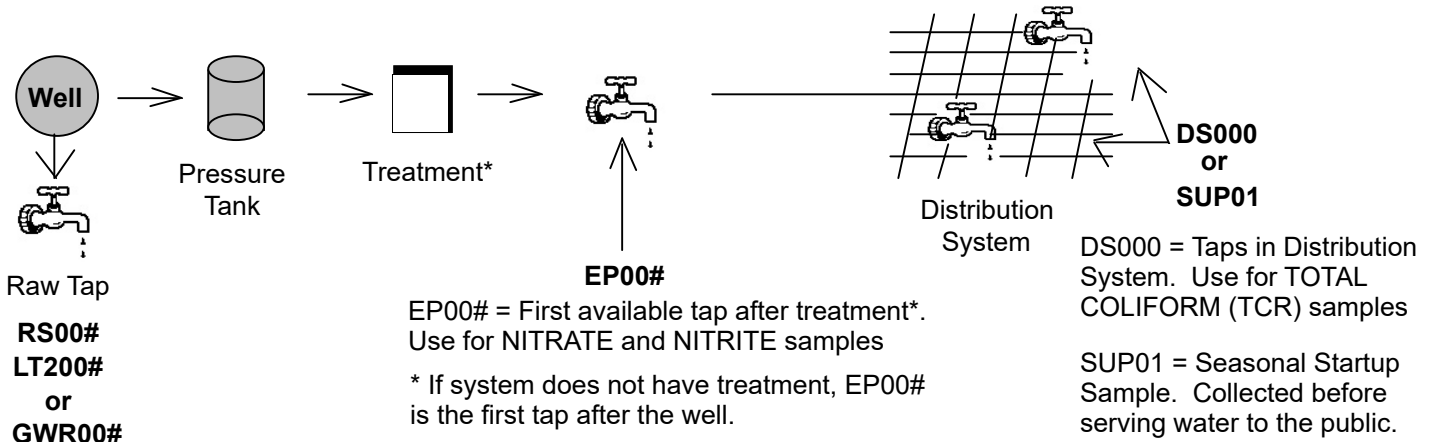 Well
Raw Tap
RS00#
LT200#
or
GWR00#
Pressure
Tank
Treatment*
EP00#
EP00# = First available tap after treatment*.
Use for NITRATE and NITRITE samples
* If system does not have treatment, EP00#
is the first tap after the well.
Distribution
System
DS000
or
SUP01
DS000 = Taps in Distribution
System. Use for TOTAL
COLIFORM (TCR) samples
SUP01 = Seasonal Startup
Sample. Collected before
serving water to the public.